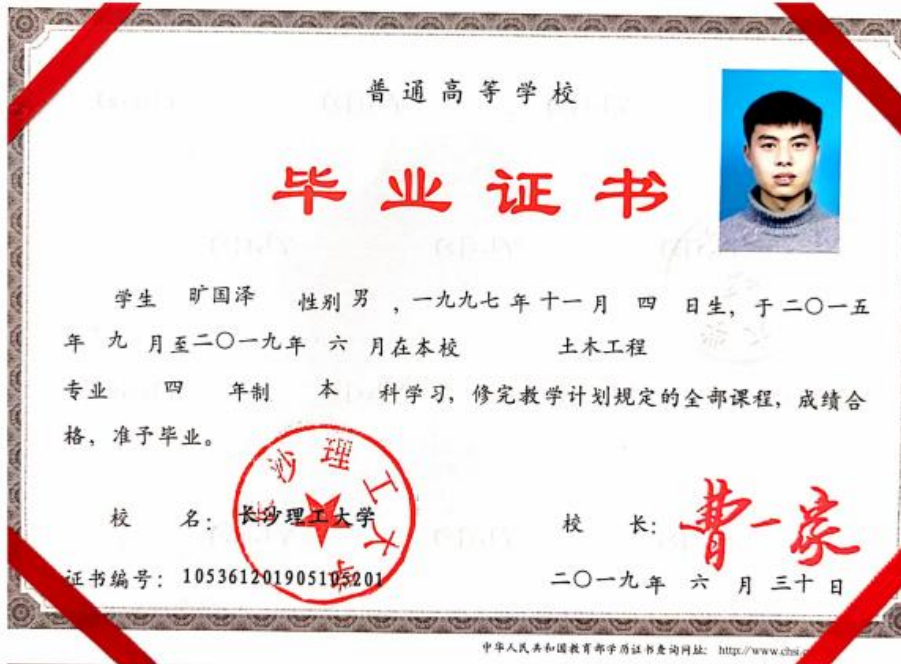 普通高等学校
毕业证书
学生 旷国泽 性别 男 ，一九九七 年 十一 月 四 日生，于 二〇一五
年 九 月至二〇一九年 六 月在本校 土木工程
专业 四 年制 本 科学习，修完教学计划规定的全部课程，成绩合
格，准予毕业。
长沙理工大学
校 名：长沙理工大学 校 长：曹一家
证书编号：105361201905105201 二〇一九年 六 月 三十 日
中华人民共和国教育部学历证书查询网址： http://www.chsi.c